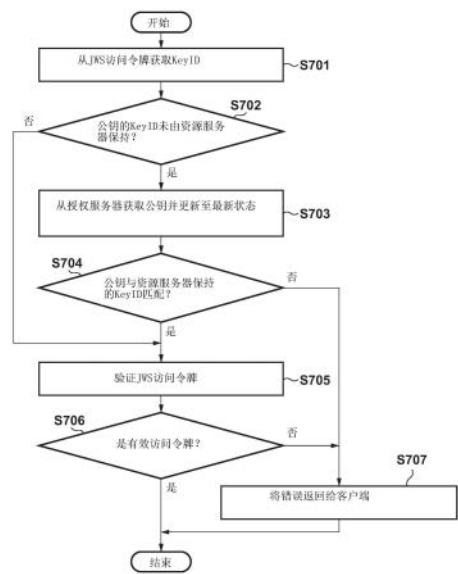 开始
从JWS访问令牌获取KeyID
S701
S702
否
公钥的KeyID未由资源服务
器保持？
是
从授权服务器获取公钥并更新至最新状态
S703
S704
否
公钥与资源服务器保持
的KeyID匹配？
是
验证JWS访问令牌
S705
S706
否
是有效访问令牌？
是
S707
将错误返回给客户端
结束